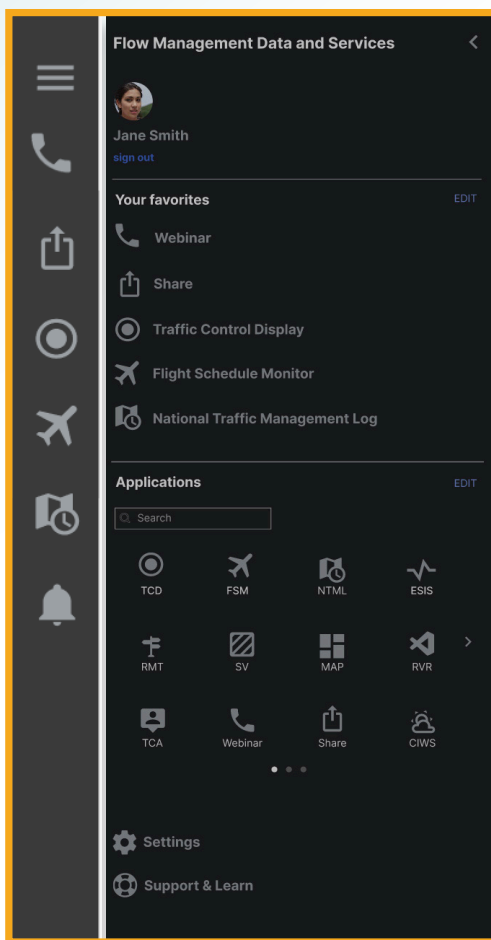 Flow Management Data and Services
Jane Smith
sign out
Your favorites EDIT
Webinar
Share
Traffic Control Display
Flight Schedule Monitor
National Traffic Management Log
Applications EDIT
Search
TCD FSM NTML ESIS
RMT SV MAP RVR
TCA Webinar Share CIWS
Settings
Support & Learn